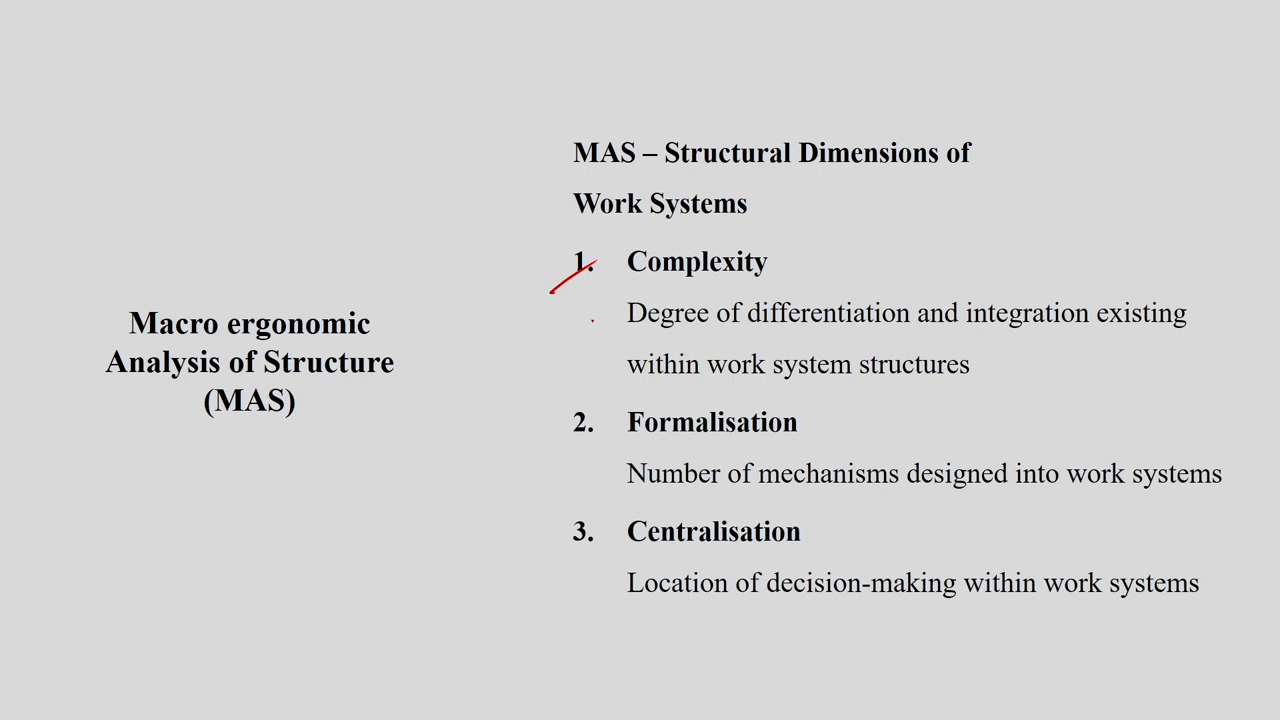 Macro ergonomic
Analysis of Structure
(MAS)
MAS – Structural Dimensions of
Work Systems
1. Complexity
Degree of differentiation and integration existing
within work system structures
2. Formalisation
Number of mechanisms designed into work systems
3. Centralisation
Location of decision-making within work systems